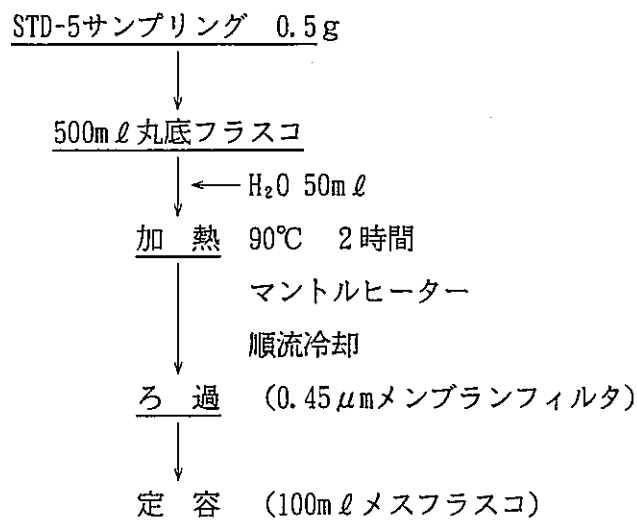 STD-5サンプリング 0.5g
500mℓ丸底フラスコ
H₂O 50mℓ
加 熱 90℃ 2時間
マントルヒーター
順流冷却
ろ 過 (0.45μmメンブランフィルタ)
定 容 (100mℓメスフラスコ)